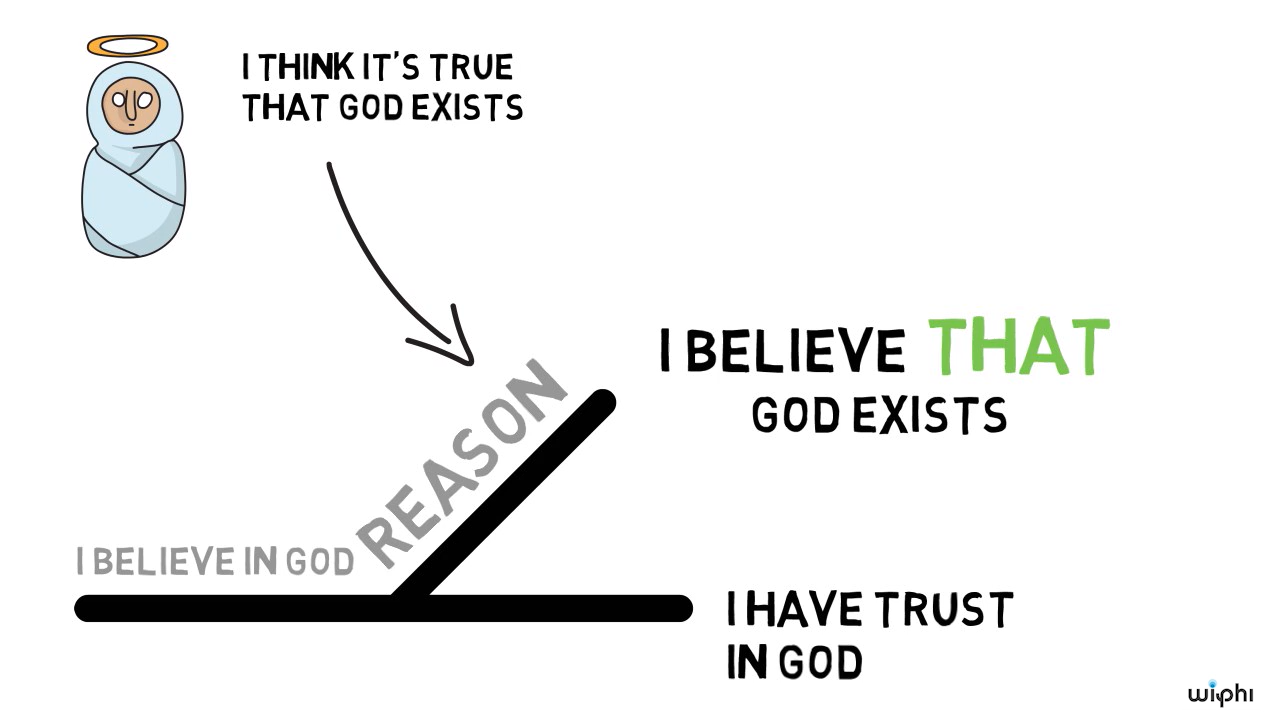 I THINK IT'S TRUE
THAT GOD EXISTS
REASON
I BELIEVE THAT
GOD EXISTS
I BELIEVE IN GOD
I HAVE TRUST
IN GOD
wiphi